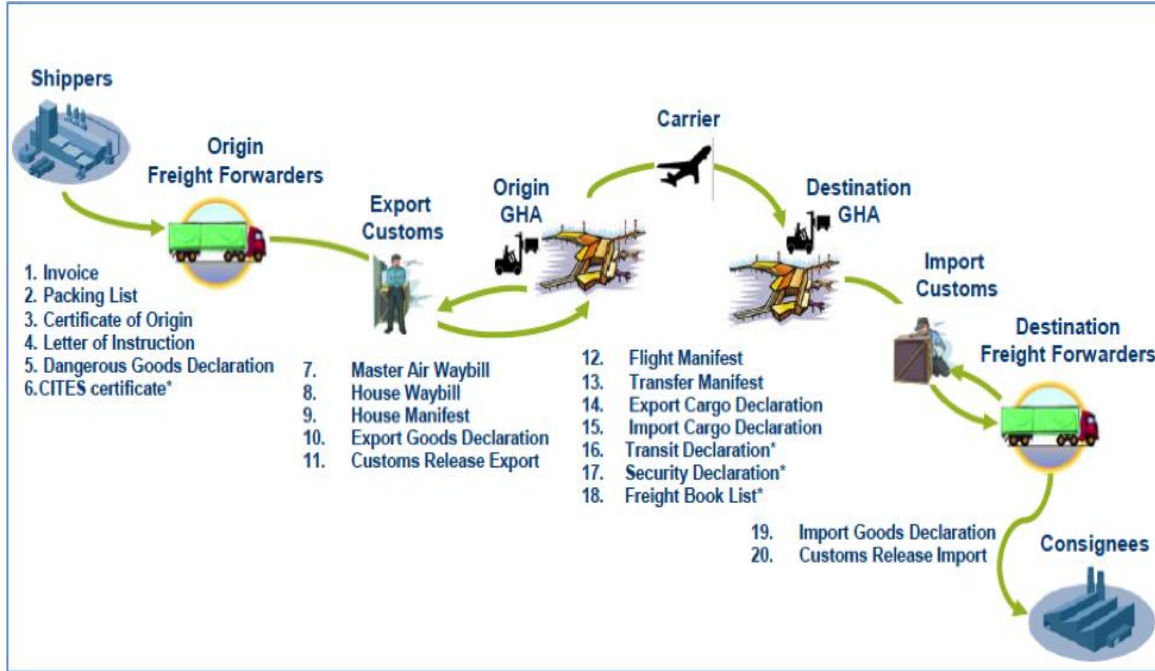 Shippers
Origin
Freight Forwarders
Export
Customs
Origin
GHA
Carrier
Destination
GHA
Import
Customs
Destination
Freight Forwarders
1. Invoice
2. Packing List
3. Certificate of Origin
4. Letter of Instruction
5. Dangerous Goods Declaration
6.CITES certificate*
7. Master Air Waybill
8. House Waybill
9. House Manifest
10. Export Goods Declaration
11. Customs Release Export
12. Flight Manifest
13. Transfer Manifest
14. Export Cargo Declaration
15. Import Cargo Declaration
16. Transit Declaration*
17. Security Declaration*
18. Freight Book List*
19. Import Goods Declaration
20. Customs Release Import
Consignees